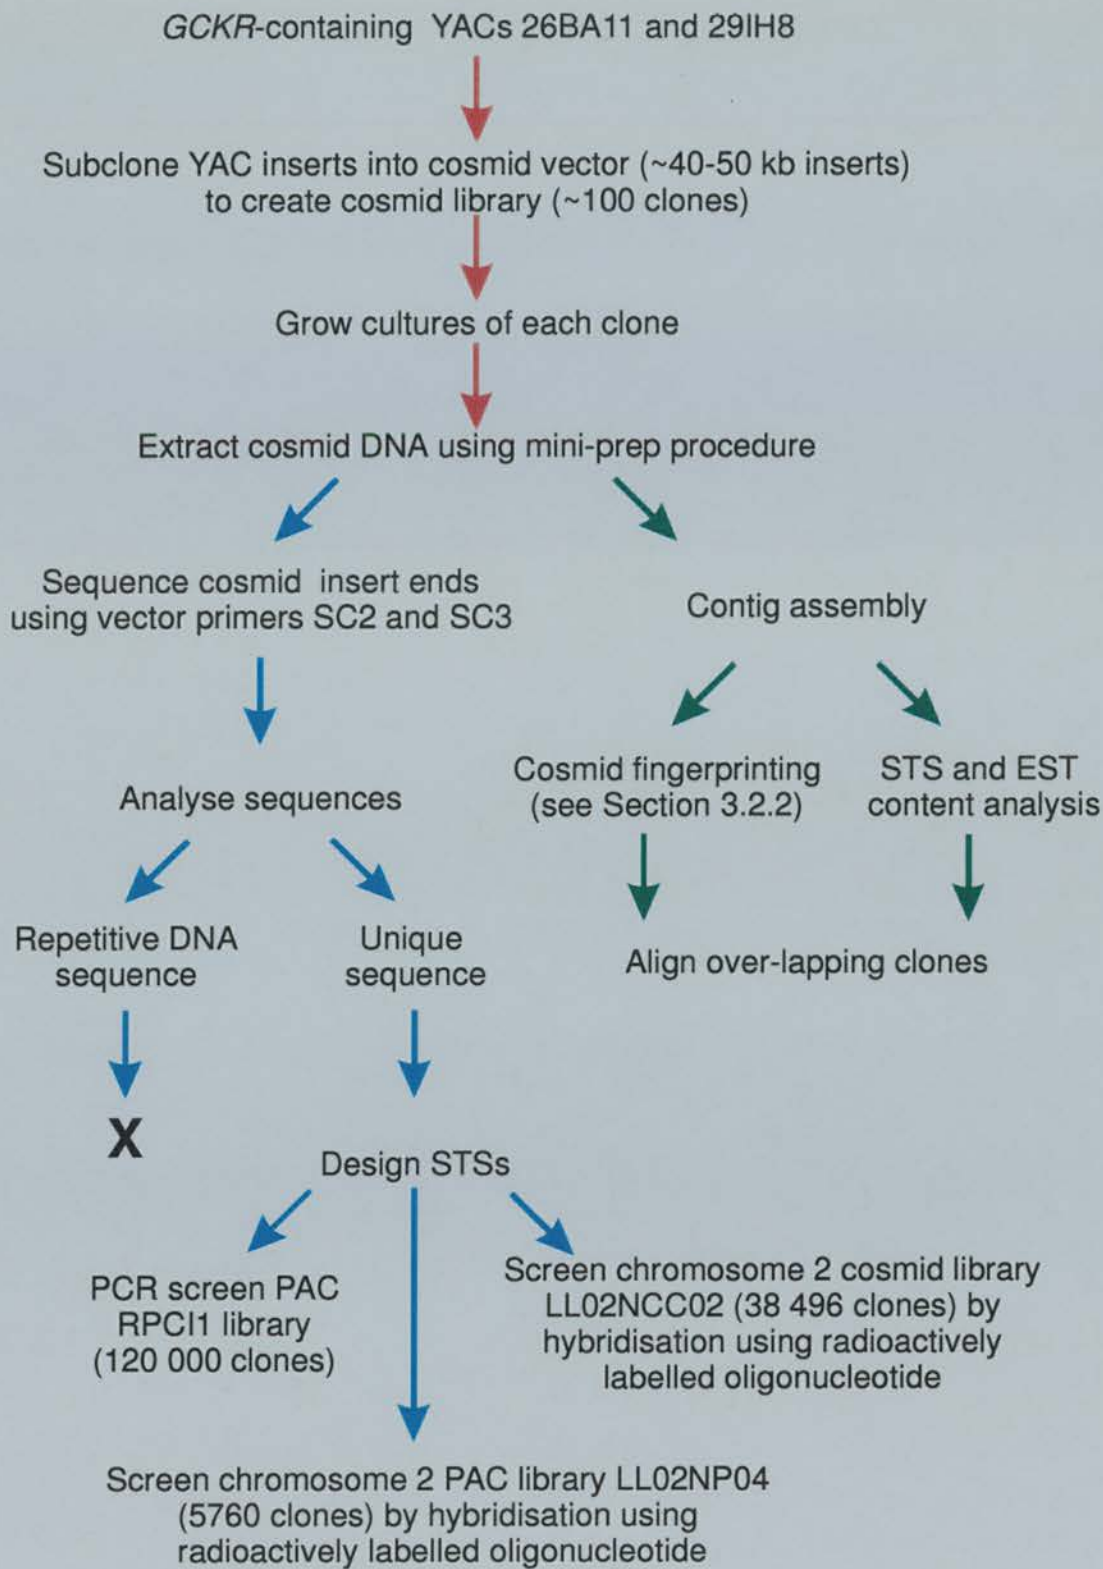 GCKR-containing YACs 26BA11 and 29IH8
Subclone YAC inserts into cosmid vector (~40-50 kb inserts)
to create cosmid library (~100 clones)
Grow cultures of each clone
Extract cosmid DNA using mini-prep procedure
Sequence cosmid insert ends
using vector primers SC2 and SC3
Contig assembly
Analyse sequences
Cosmid fingerprinting
(see Section 3.2.2)
STS and EST
content analysis
Repetitive DNA
sequence
Unique
sequence
Align over-lapping clones
X
Design STSs
PCR screen PAC
RPCI1 library
(120 000 clones)
Screen chromosome 2 cosmid library
LL02NCC02 (38 496 clones) by
hybridisation using radioactively
labelled oligonucleotide
Screen chromosome 2 PAC library LL02NP04
(5760 clones) by hybridisation using
radioactively labelled oligonucleotide